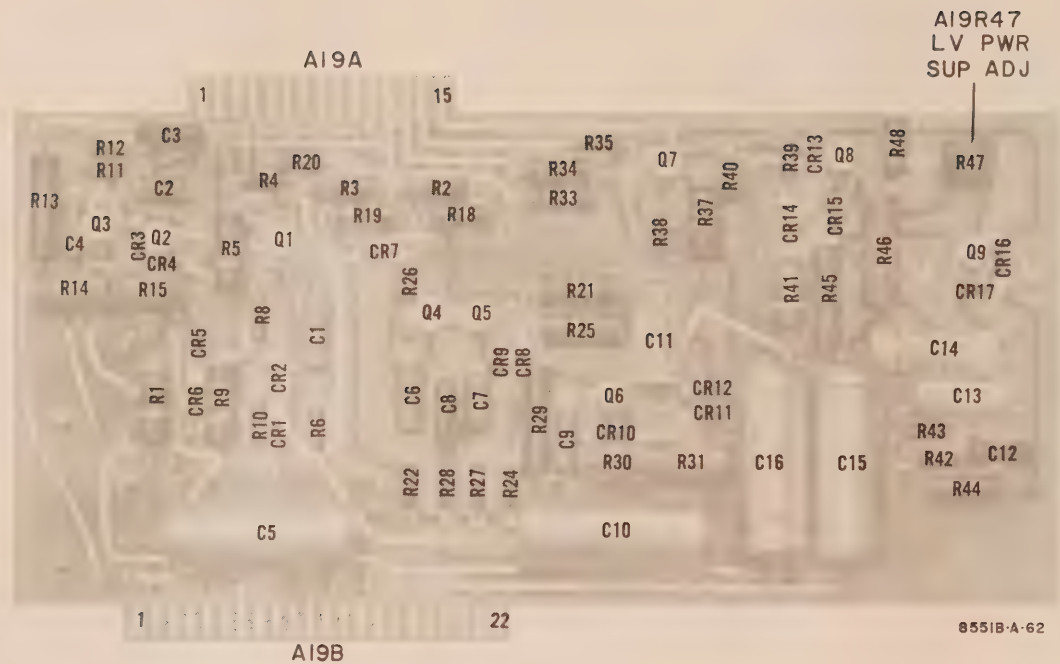 A19R47
LV PWR
SUP ADJ
A19A
1 15
C3
R12
R11
R20
R35
Q7
R39
CR13
Q8
R48
R47
R13
C2
R4
R3
R2
R34
R33
R40
Q3
R19
R18
R37
CR14
CR15
C4
CR3
Q2
CR4
R5
Q1
CR7
R38
R46
Q9
CR16
R14
R15
R26
R21
R41
R45
CR17
R8
Q4
Q5
R25
C11
C14
CR5
C1
CR9
CR8
R1
CR6
R9
CR2
C6
C8
C7
Q6
CR12
CR11
C13
R10
CR1
R6
R29
C9
CR10
R43
R30
R31
C16
C15
R42
C12
R22
R28
R27
R24
R44
C5
C10
1 22
A19B
8551B-A-62